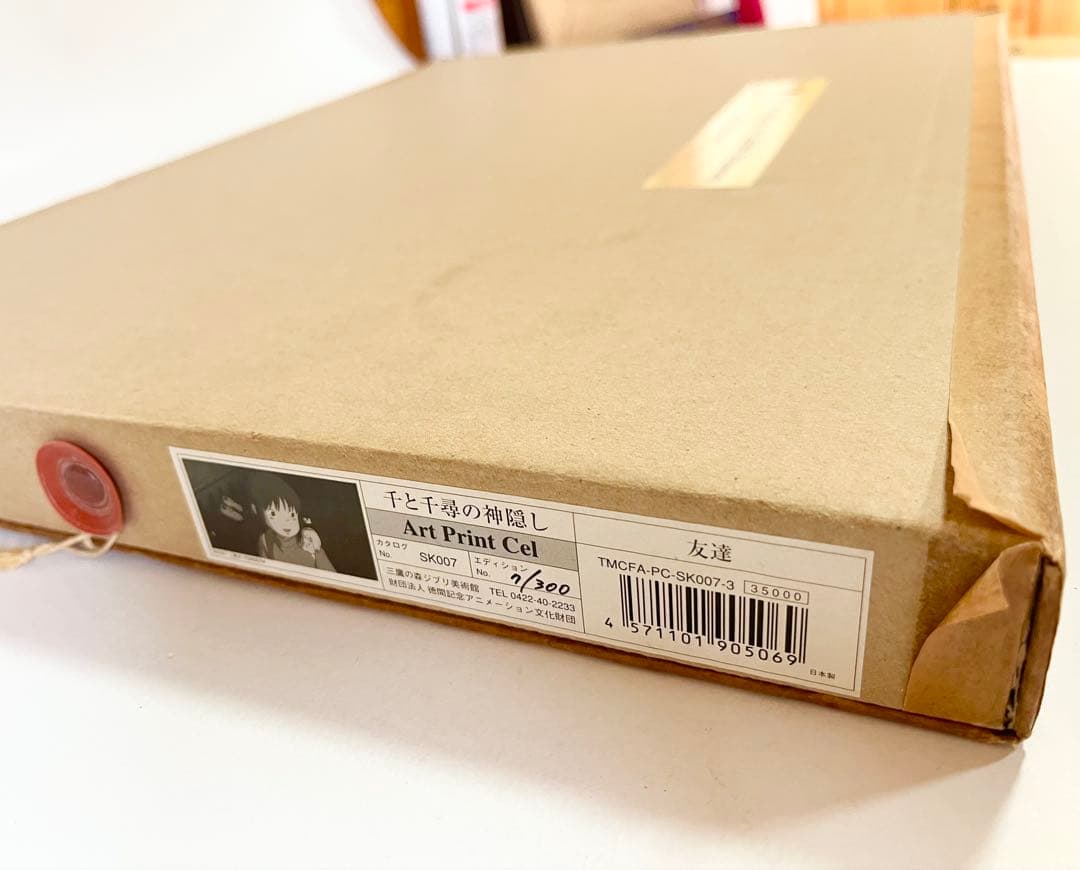 千と千尋の神隠し
Art Print Cel
カタログ
No. SK007
エディション
No. 7/300
三鷹の森ジブリ美術館 TEL 0422-40-2233
財団法人 徳間記念アニメーション文化財団
友達
TMCFA-PC-SK007-3 35000
4 571101 905069
日本製